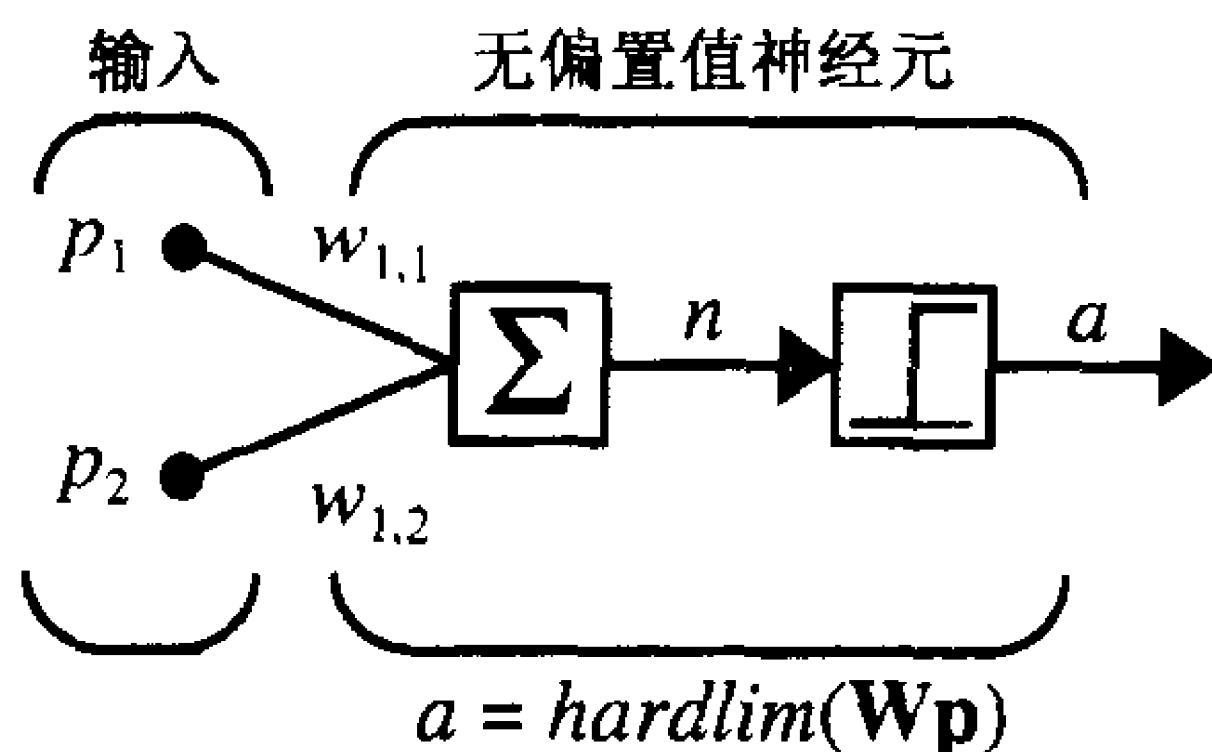 输入
无偏置值神经元
p₁
w₁,₁
Σ
n
a
p₂
w₁,₂
a = hardlim(Wp)